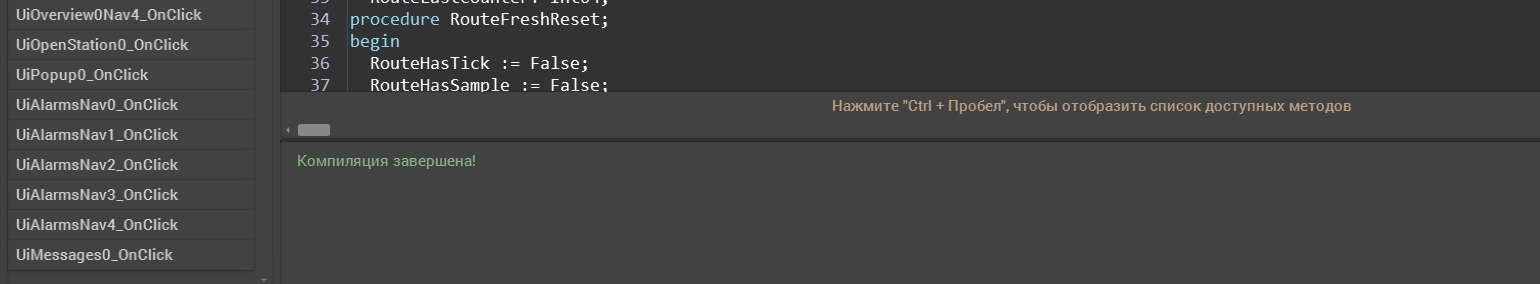 UiOverview0Nav4_OnClick
UiOpenStation0_OnClick
UiPopup0_OnClick
UiAlarmsNav0_OnClick
UiAlarmsNav1_OnClick
UiAlarmsNav2_OnClick
UiAlarmsNav3_OnClick
UiAlarmsNav4_OnClick
UiMessages0_OnClick
34 procedure RouteFreshReset;
35 begin
36 RouteHasTick := False;
37 RouteHasSample := False;
Нажмите "Ctrl + Пробел", чтобы отобразить список доступных методов
Компиляция завершена!